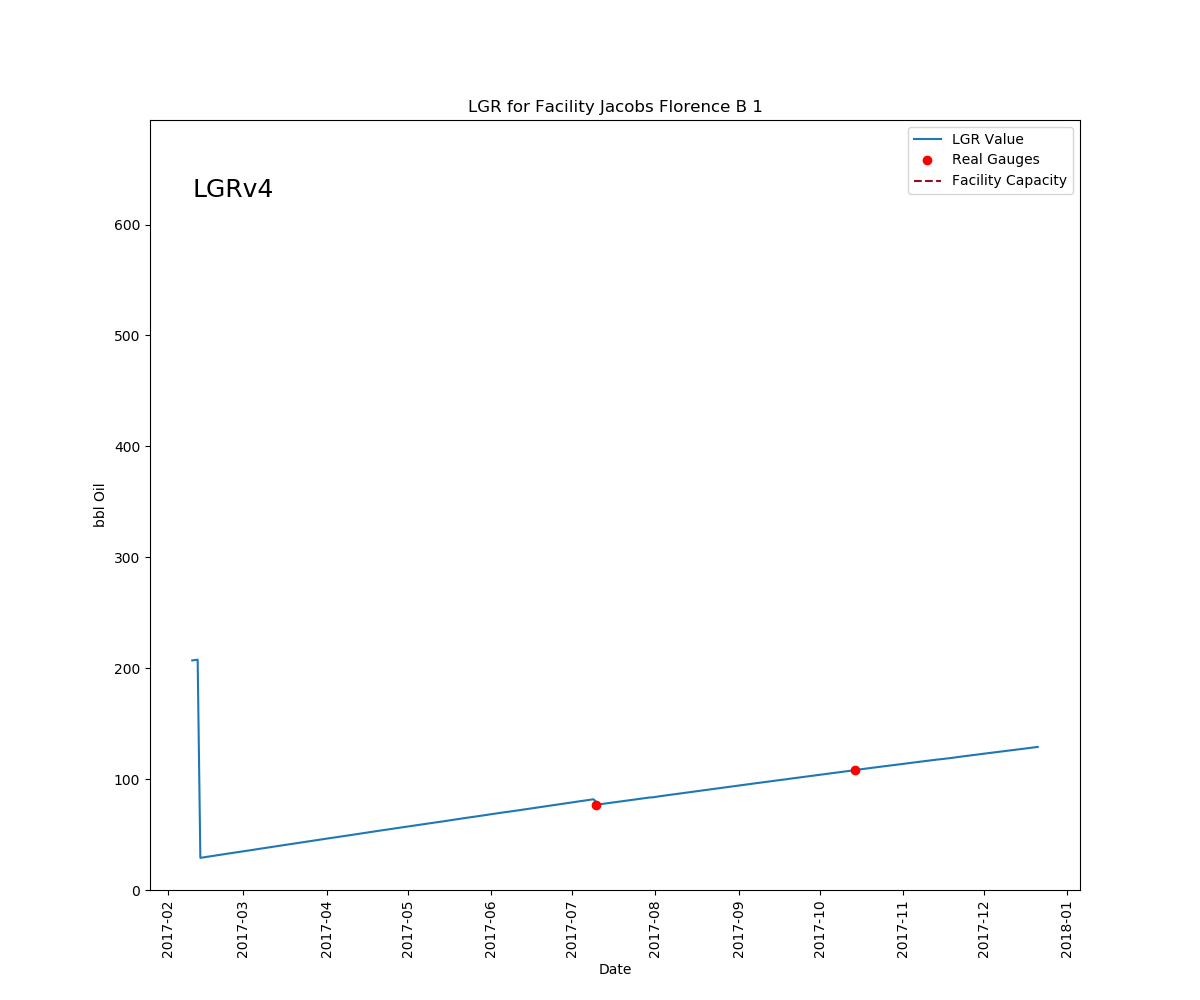 LGR for Facility Jacobs Florence B 1
LGR Value
Real Gauges
Facility Capacity
LGRv4
600
500
400
300
200
100
0
bbl Oil
2017-02
2017-03
2017-04
2017-05
2017-06
2017-07
2017-08
2017-09
2017-10
2017-11
2017-12
2018-01
Date